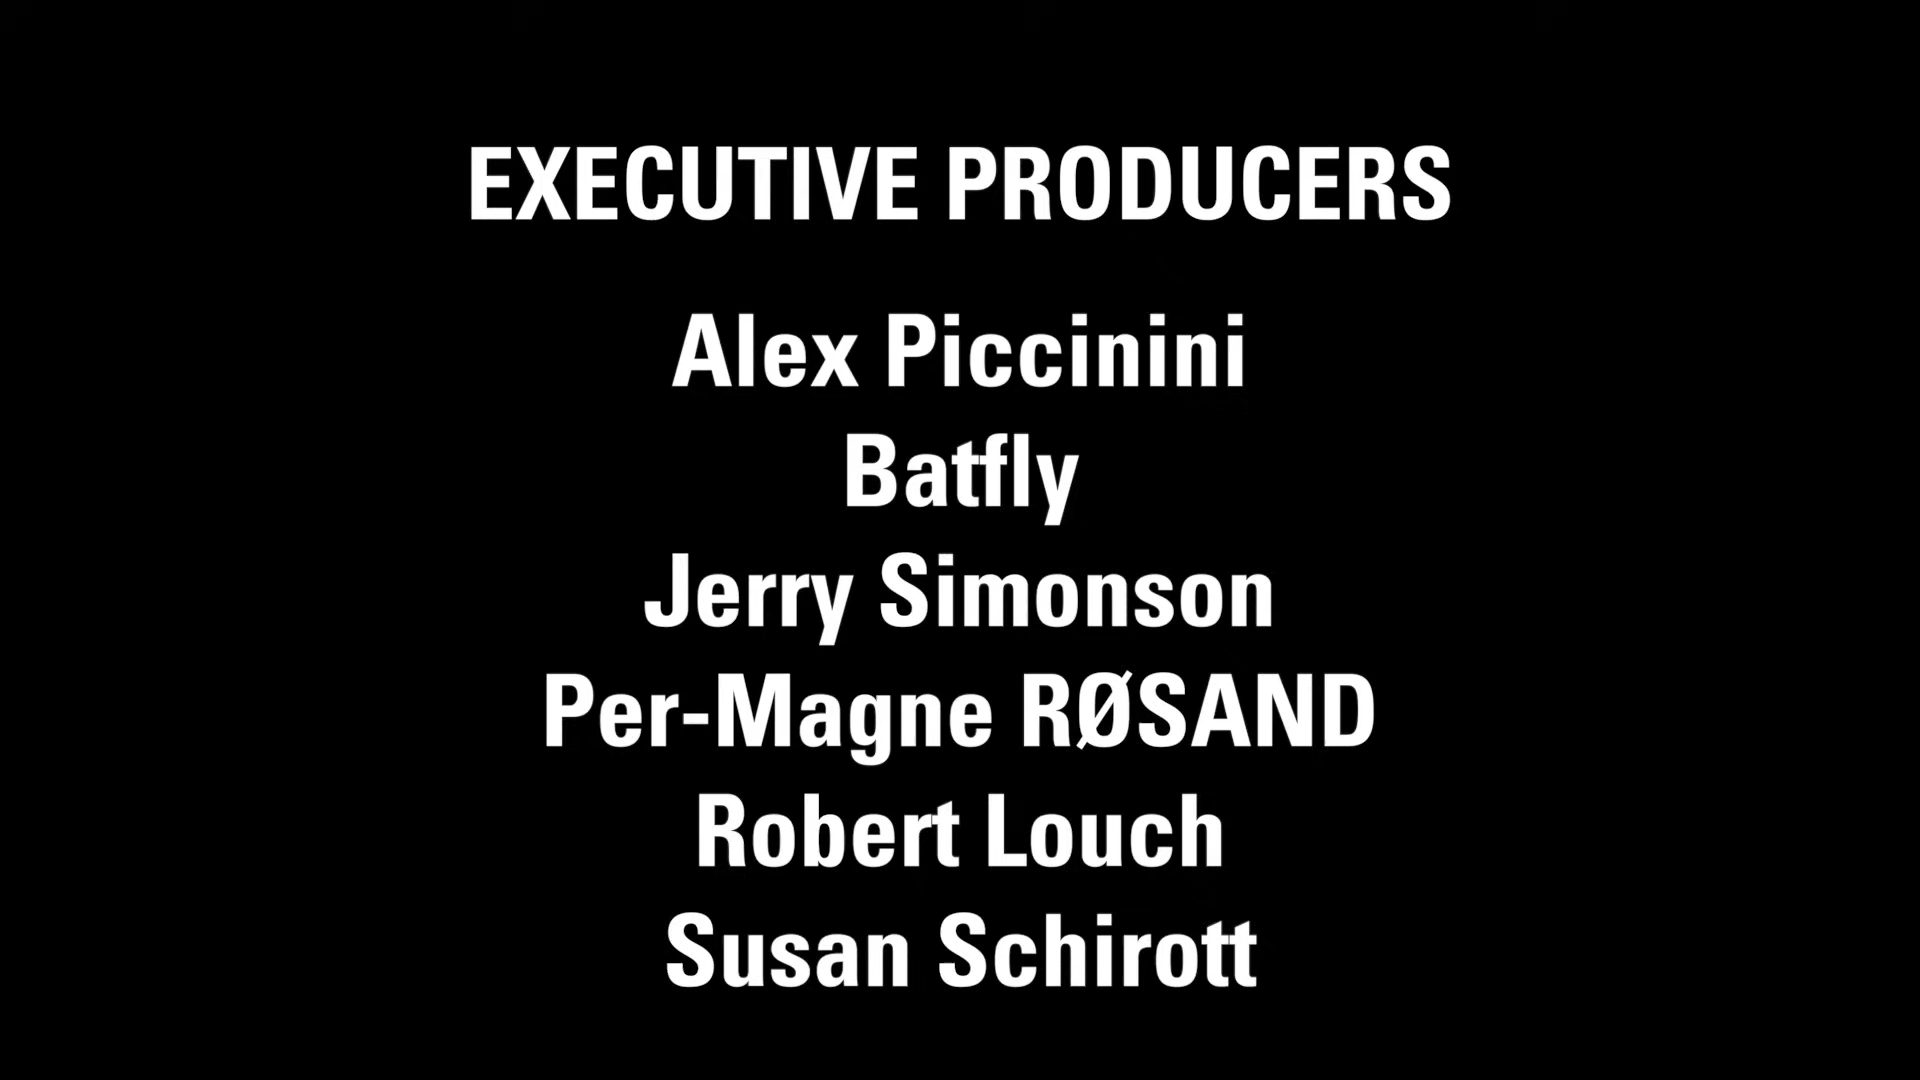 EXECUTIVE PRODUCERS
Alex Piccinini
Batfly
Jerry Simonson
Per-Magne RØSAND
Robert Louch
Susan Schirott